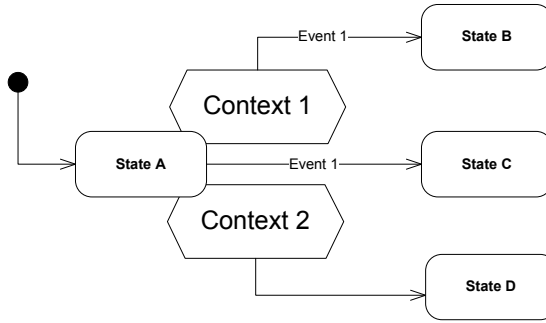 Event 1
State B
Context 1
State A
Event 1
State C
Context 2
State D